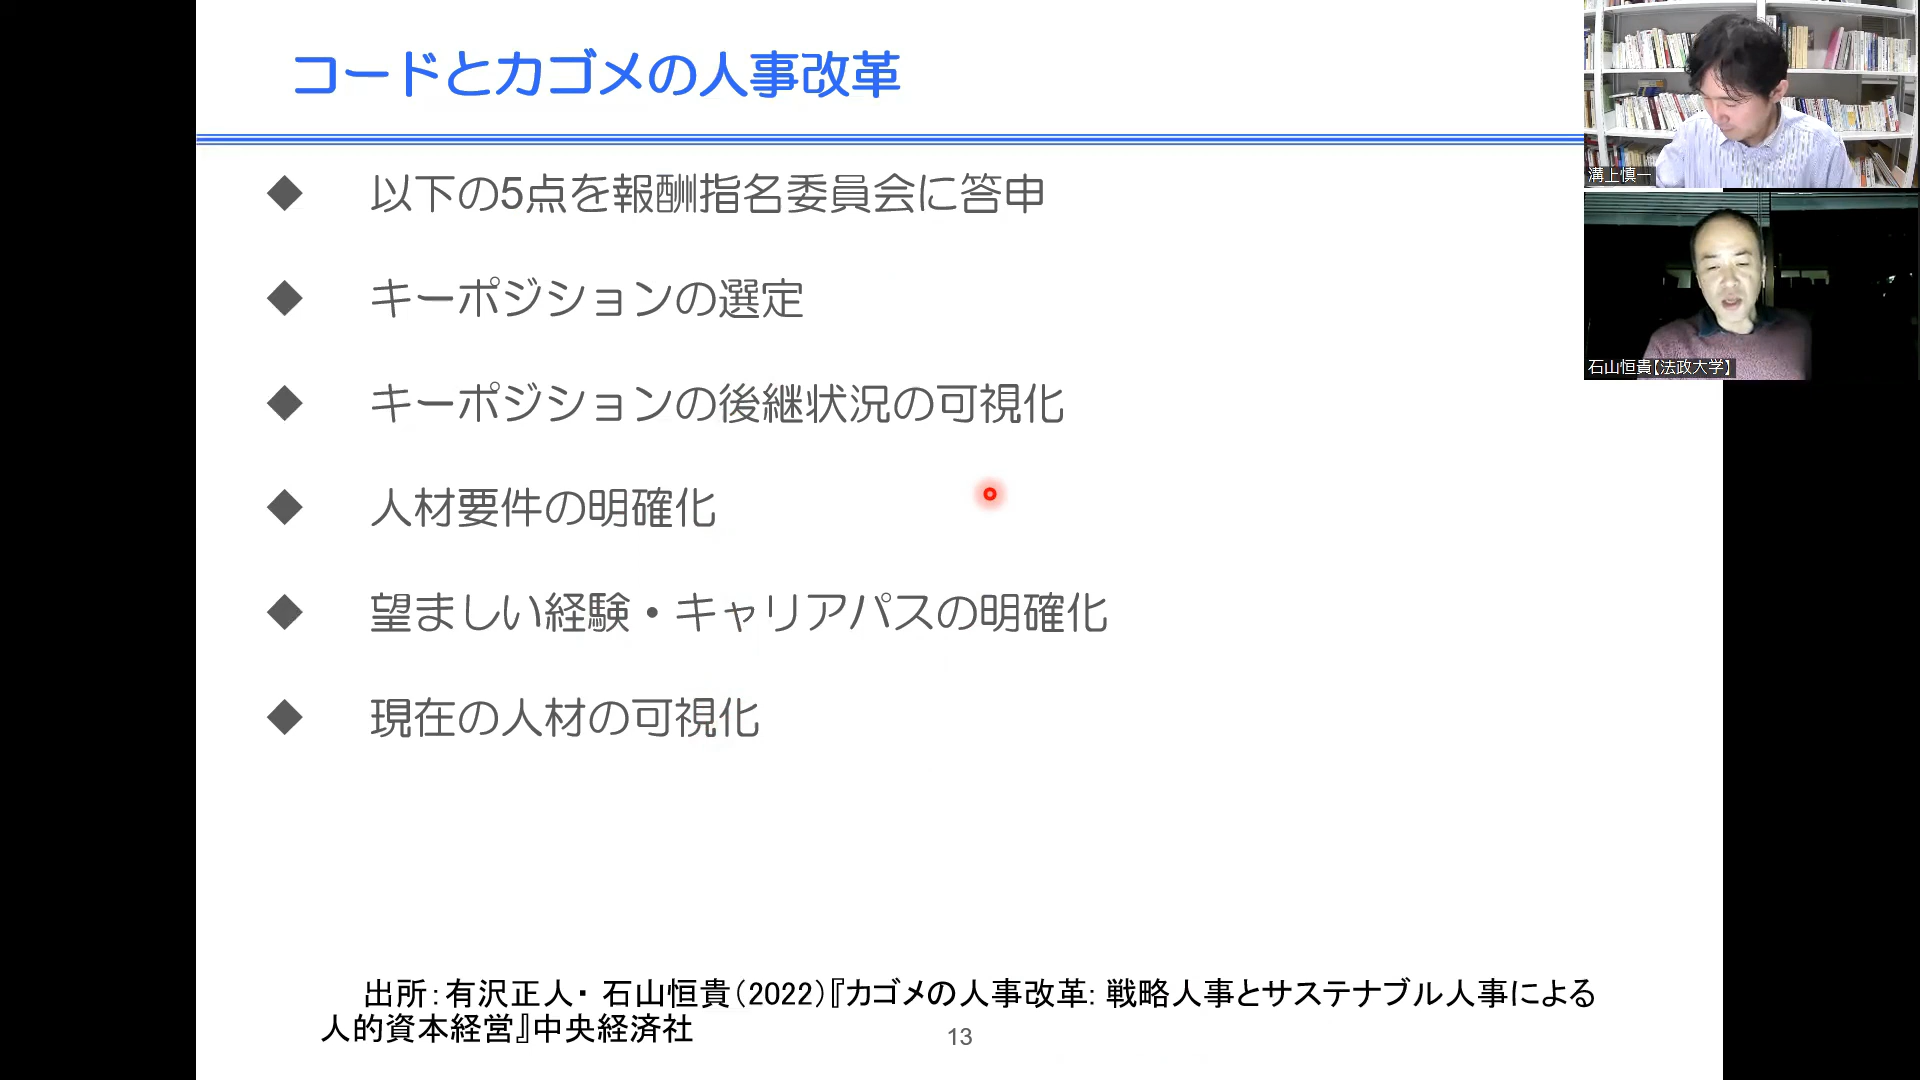 コードとカゴメの人事改革
◆ 以下の5点を報酬指名委員会に答申
◆ キーポジションの選定
◆ キーポジションの後継状況の可視化
◆ 人材要件の明確化
◆ 望ましい経験・キャリアパスの明確化
◆ 現在の人材の可視化
出所：有沢正人・ 石山恒貴（2022）『カゴメの人事改革: 戦略人事とサステナブル人事による
人的資本経営』中央経済社
13
溝上慎一
石山恒貴【法政大学】